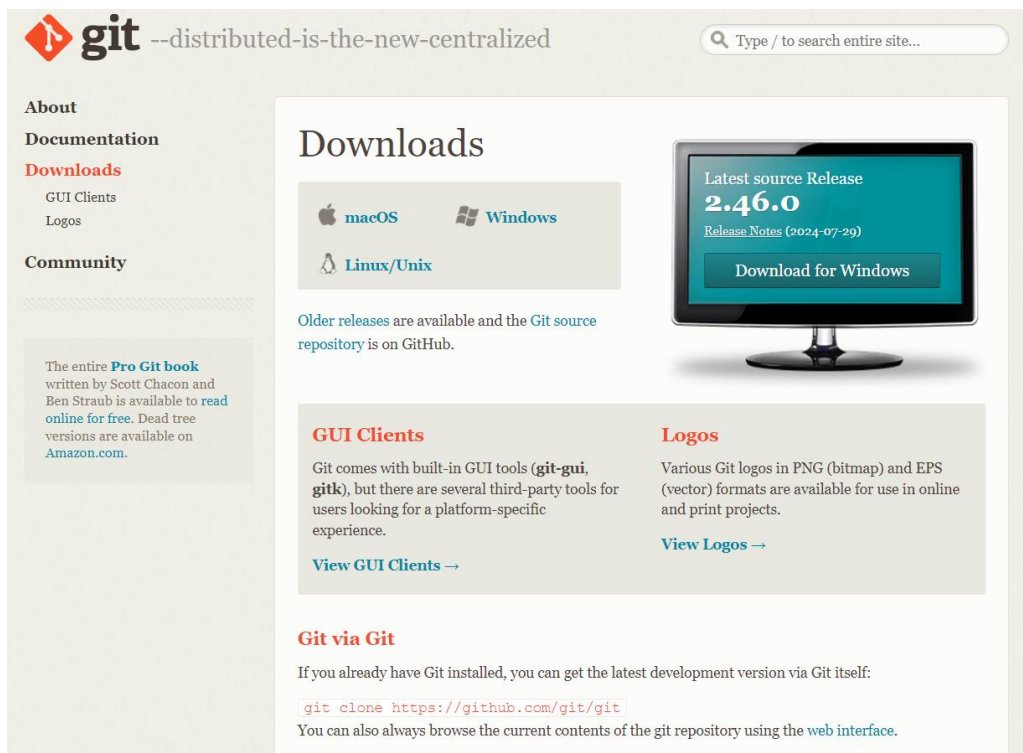 git --distributed-is-the-new-centralized
Type / to search entire site...
About
Documentation
Downloads
GUI Clients
Logos
Community
The entire Pro Git book
written by Scott Chacon and
Ben Straub is available to read
online for free. Dead tree
versions are available on
Amazon.com.
Downloads
macOS
Windows
Linux/Unix
Older releases are available and the Git source
repository is on GitHub.
Latest source Release
2.46.0
Release Notes (2024-07-29)
Download for Windows
GUI Clients
Git comes with built-in GUI tools (git-gui,
gitk), but there are several third-party tools for
users looking for a platform-specific
experience.
View GUI Clients →
Logos
Various Git logos in PNG (bitmap) and EPS
(vector) formats are available for use in online
and print projects.
View Logos →
Git via Git
If you already have Git installed, you can get the latest development version via Git itself:
git clone https://github.com/git/git
You can also always browse the current contents of the git repository using the web interface.